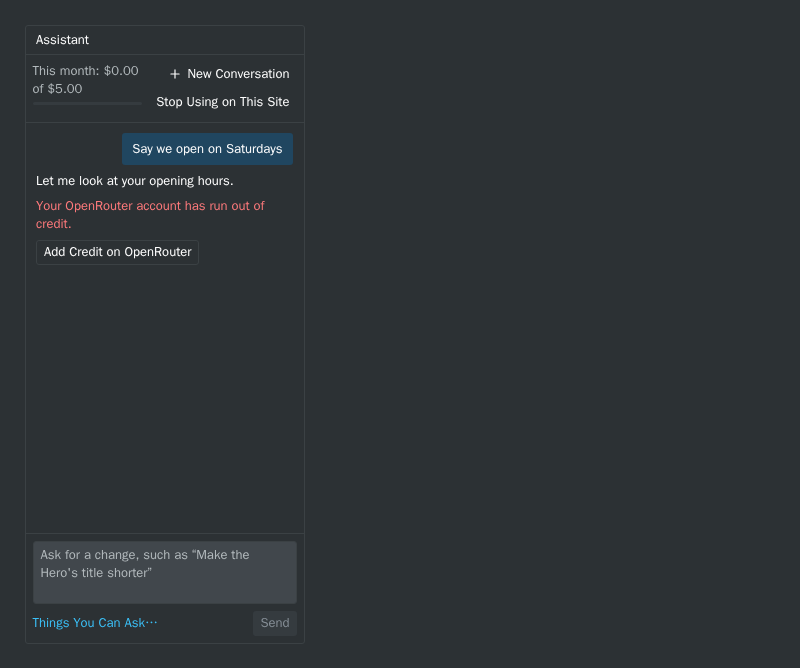 Assistant
This month: $0.00
of $5.00
+ New Conversation
Stop Using on This Site
Say we open on Saturdays
Let me look at your opening hours.
Your OpenRouter account has run out of
credit.
Add Credit on OpenRouter
Ask for a change, such as "Make the
Hero's title shorter"
Things You Can Ask…
Send